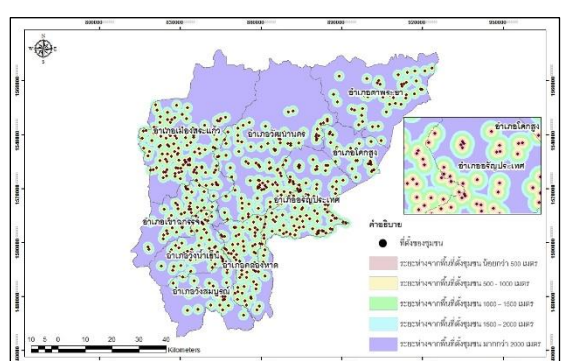 N
S
อำเภอตาพระยา
อำเภอเมืองสระแก้ว
อำเภอวัฒนานคร
อำเภอโคกสูง
อำเภออรัญประเทศ
อำเภอเขาฉกรรจ์
อำเภอวังน้ำเย็น
อำเภอคลองหาด
อำเภอวังสมบูรณ์
อำเภอโคกสูง
อำเภออรัญประเทศ
คำอธิบาย
ที่ตั้งของชุมชน
ระยะห่างจากพื้นที่ตั้งชุมชน น้อยกว่า 500 เมตร
ระยะห่างจากพื้นที่ตั้งชุมชน 500 - 1000 เมตร
ระยะห่างจากพื้นที่ตั้งชุมชน 1000 – 1500 เมตร
ระยะห่างจากพื้นที่ตั้งชุมชน 1500 – 2000 เมตร
ระยะห่างจากพื้นที่ตั้งชุมชน มากกว่า 2000 เมตร
10 5 0 10 20 30 40
Kilometers